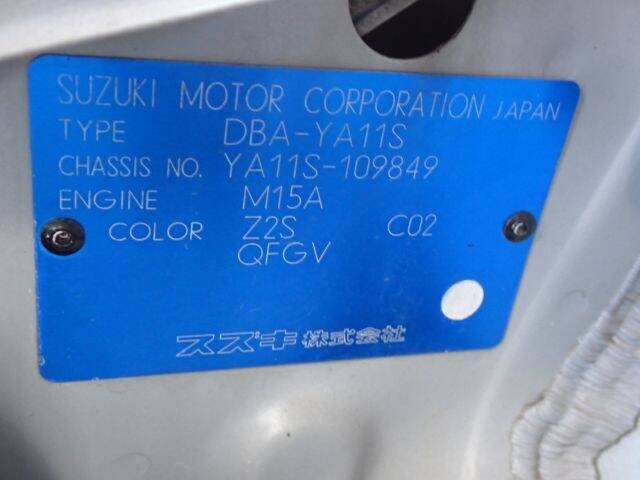 SUZUKI MOTOR CORPORATION JAPAN
TYPE DBA-YA11S
CHASSIS NO. YA11S-109849
ENGINE M15A
COLOR Z2S C02
QFGV
スズキ株式会社